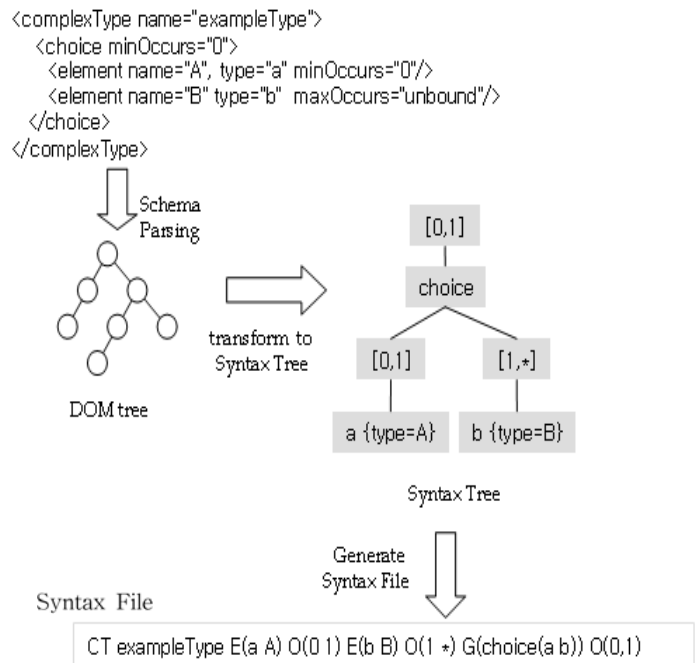 <complexType name="exampleType">
<choice minOccurs="0">
<element name="A", type="a" minOccurs="0"/>
<element name="B" type="b" maxOccurs="unbound"/>
</choice>
</complexType>
Schema
Parsing
DOM tree
transform to
Syntax Tree
[0,1]
choice
[0,1] [1,*]
a {type=A} b {type=B}
Syntax Tree
Generate
Syntax File
Syntax File
CT exampleType E(a A) O(0 1) E(b B) O(1 *) G(choice(a b)) O(0,1)